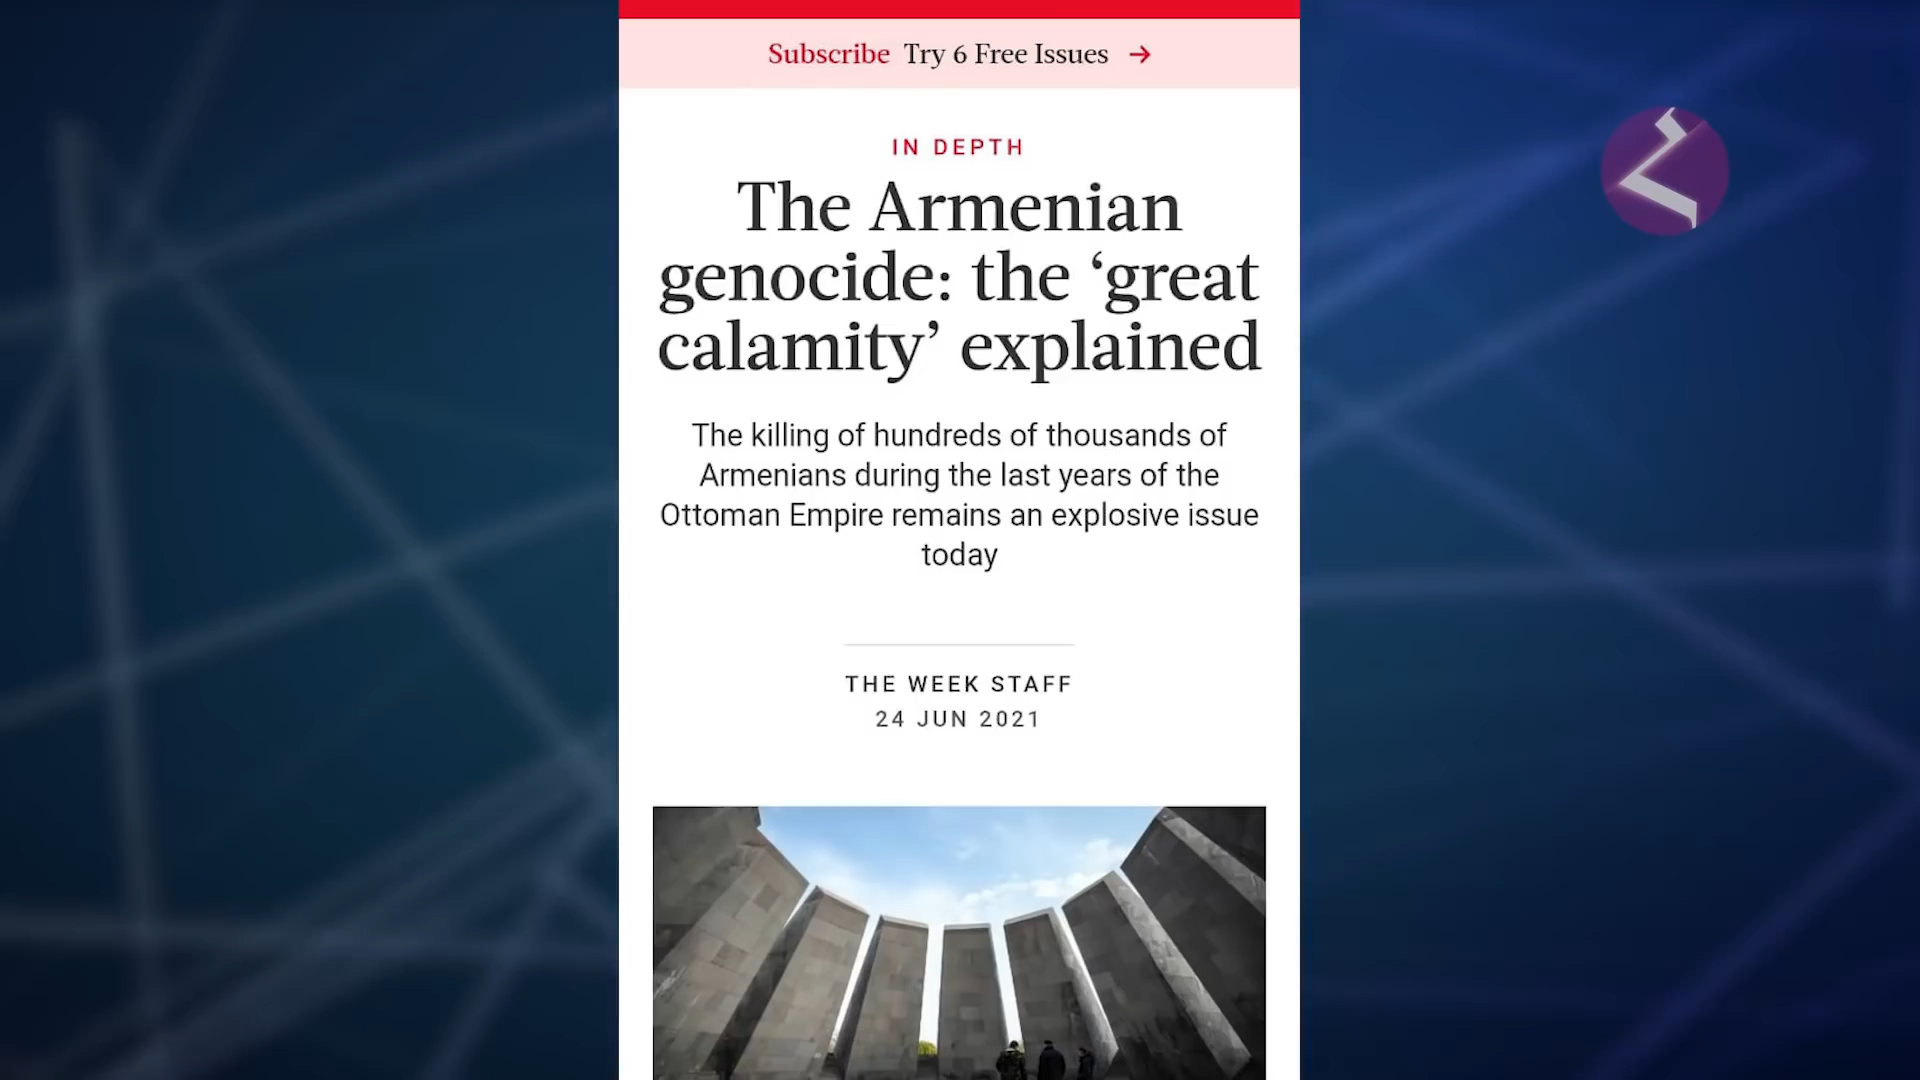 Subscribe Try 6 Free Issues →
IN DEPTH
The Armenian
genocide: the ‘great
calamity’ explained
The killing of hundreds of thousands of
Armenians during the last years of the
Ottoman Empire remains an explosive issue
today
THE WEEK STAFF
24 JUN 2021